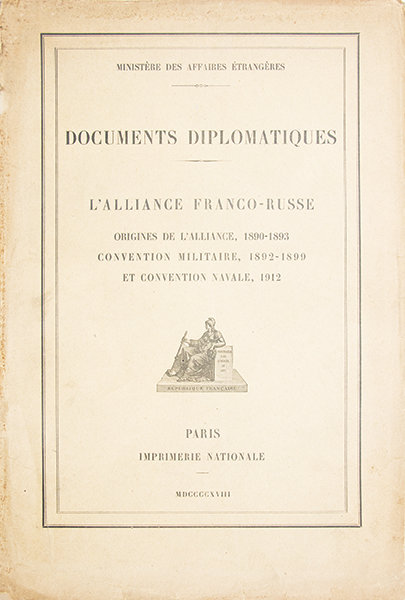 MINISTÈRE DES AFFAIRES ÉTRANGÈRES
DOCUMENTS DIPLOMATIQUES
L'ALLIANCE FRANCO-RUSSE
ORIGINES DE L'ALLIANCE, 1890-1893
CONVENTION MILITAIRE, 1892-1899
ET CONVENTION NAVALE, 1912
RÉPUBLIQUE FRANÇAISE
PARIS
IMPRIMERIE NATIONALE
MDCCCCXVIII